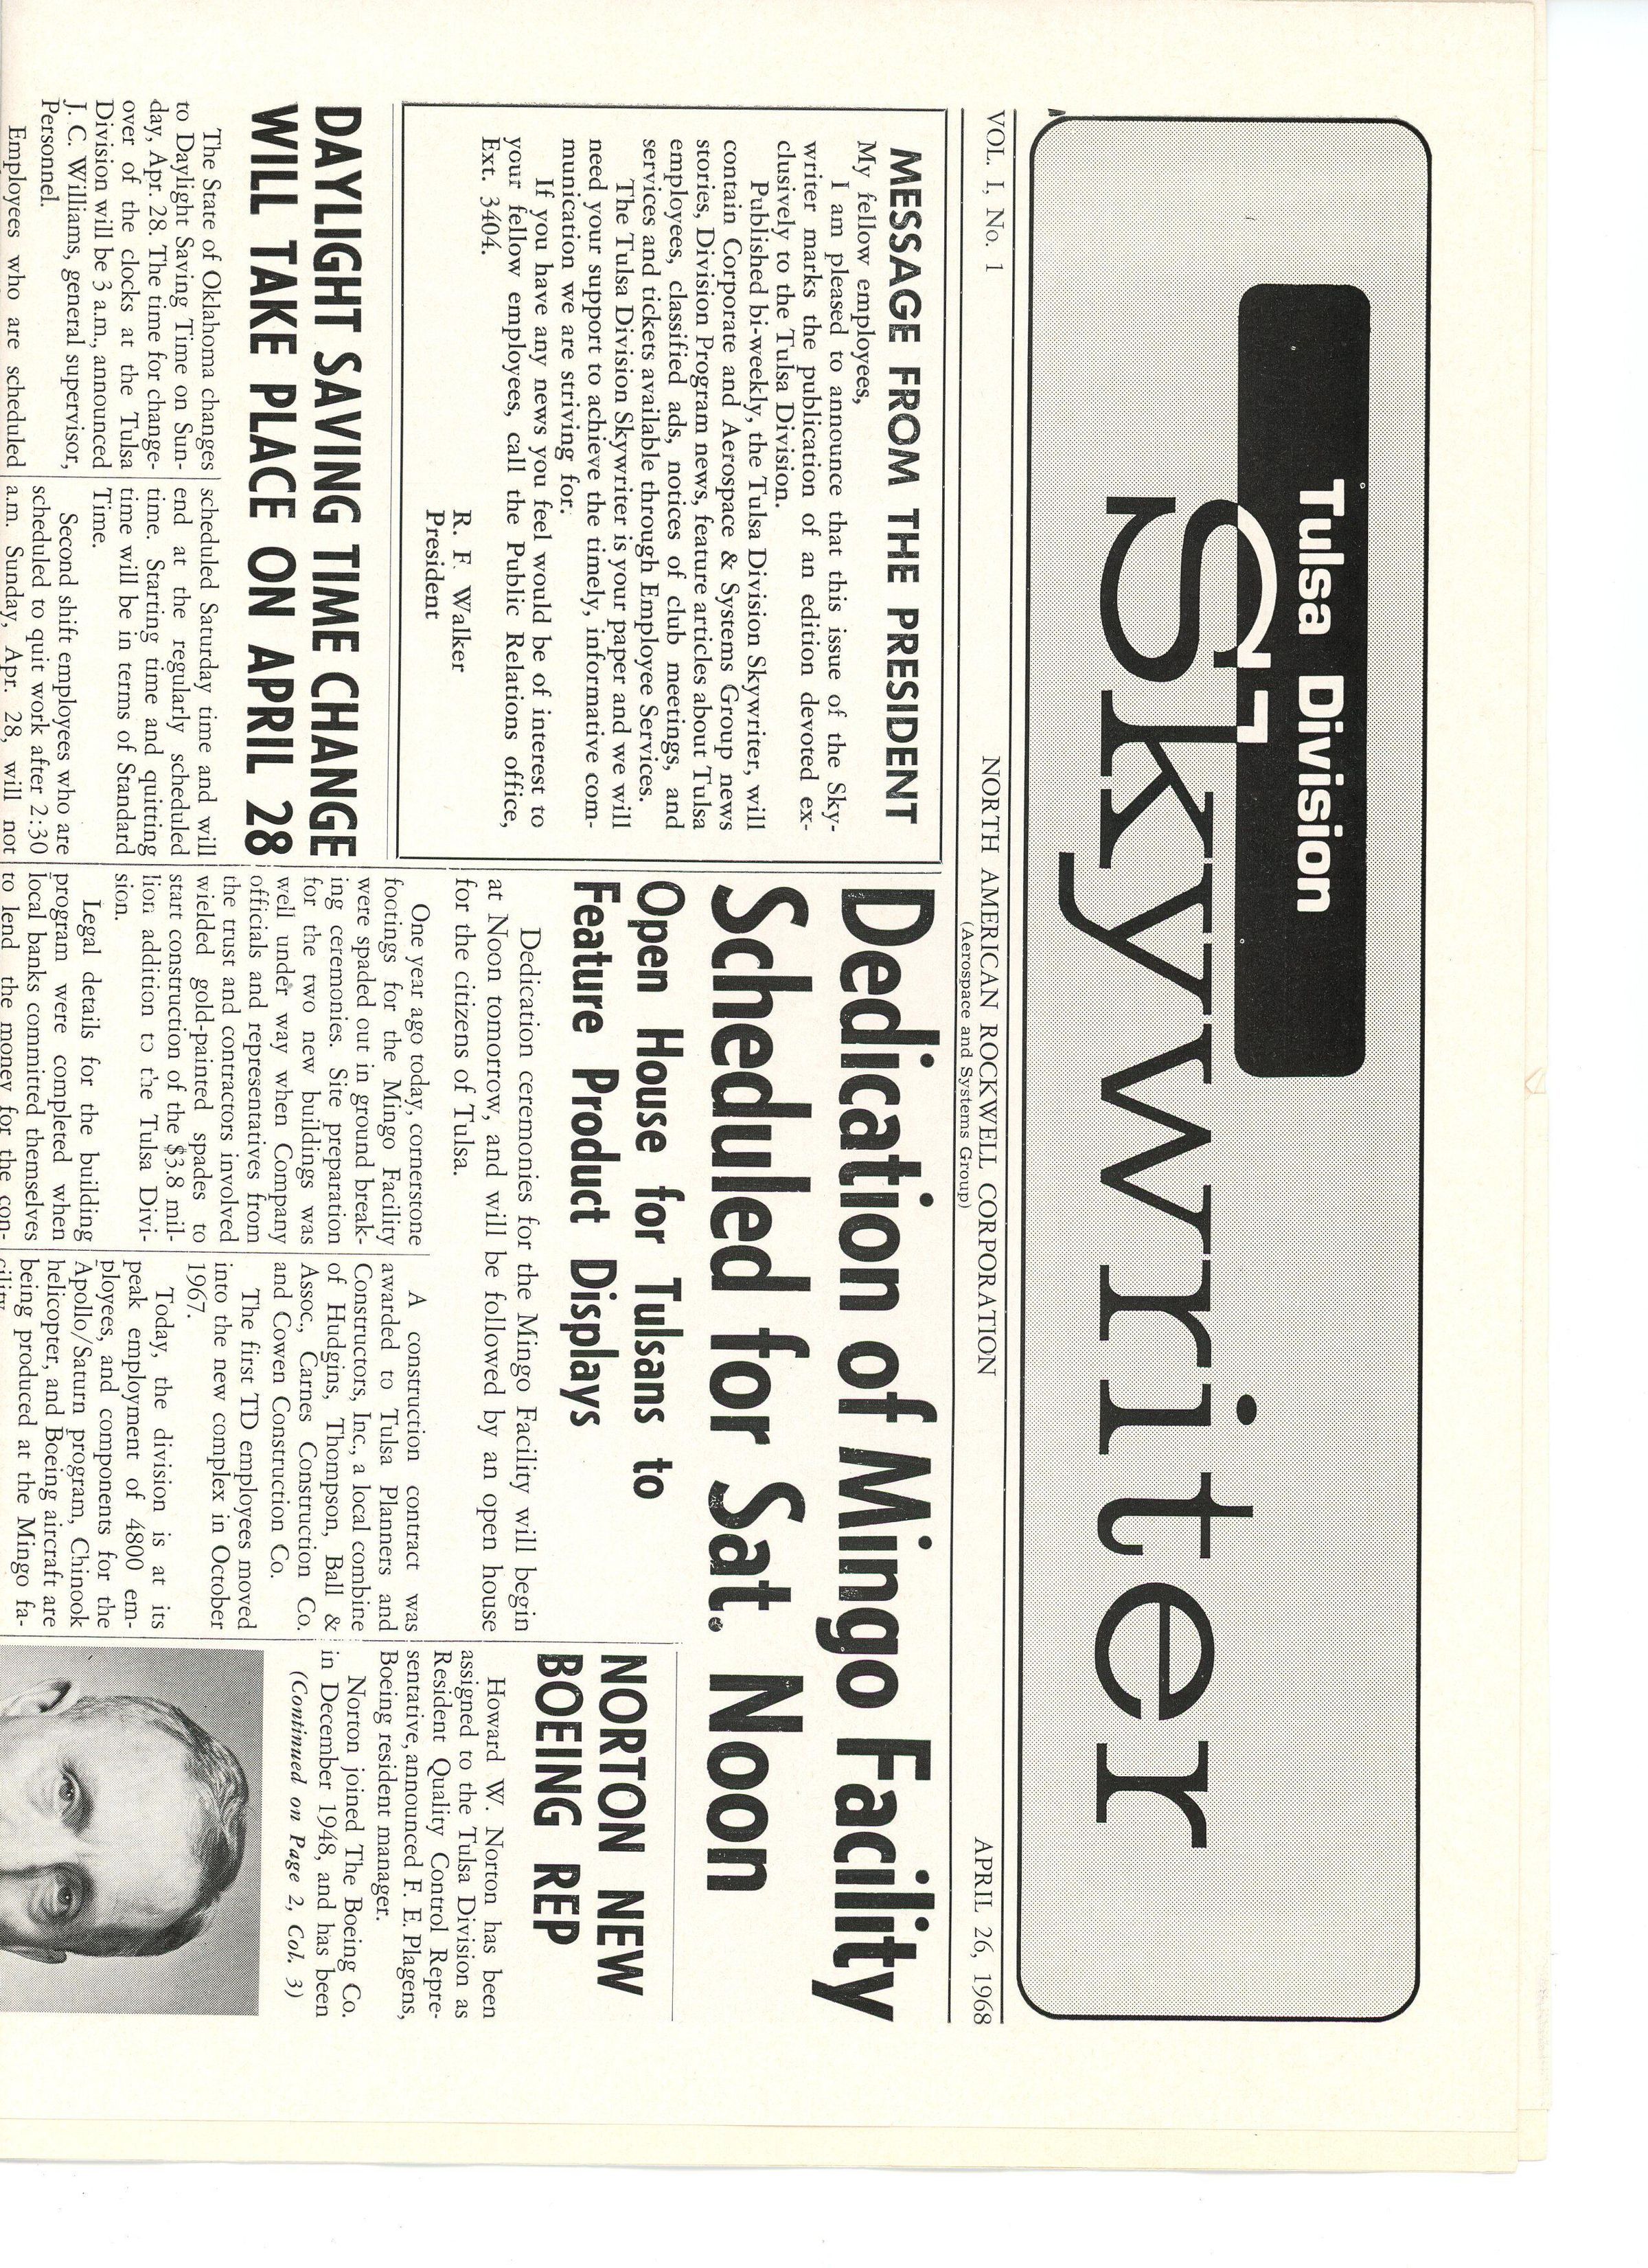 Tulsa Division
Skywriter
VOL. I, No. 1
NORTH AMERICAN ROCKWELL CORPORATION
(Aerospace and Systems Group)
APRIL 26, 1968
MESSAGE FROM THE PRESIDENT
My fellow employees,
I am pleased to announce that this issue of the Sky-
writer marks the publication of an edition devoted ex-
clusively to the Tulsa Division.
Published bi-weekly, the Tulsa Division Skywriter, will
contain Corporate and Aerospace & Systems Group news
stories, Division Program news, feature articles about Tulsa
employees, classified ads, notices of club meetings, and
services and tickets available through Employee Services.
The Tulsa Division Skywriter is your paper and we will
need your support to achieve the timely, informative com-
munication we are striving for.
If you have any news you feel would be of interest to
your fellow employees, call the Public Relations office,
Ext. 3404.
R. F. Walker
President
DAYLIGHT SAVING TIME CHANGE
WILL TAKE PLACE ON APRIL 28
The State of Oklahoma changes
to Daylight Saving Time on Sun-
day, Apr. 28. The time for change-
over of the clocks at the Tulsa
Division will be 3 a.m., announced
J. C. Williams, general supervisor,
Personnel.
Employees who are scheduled
scheduled Saturday time and will
end at the regularly scheduled
time. Starting time and quitting
time will be in terms of Standard
Time.
Second shift employees who are
scheduled to quit work after 2:30
a.m. Sunday, Apr. 28, will not
Dedication of Mingo Facility
Scheduled for Sat. Noon
Open House for Tulsans to
Feature Product Displays
Dedication ceremonies for the Mingo Facility will begin
at Noon tomorrow, and will be followed by an open house
for the citizens of Tulsa.
One year ago today, cornerstone
footings for the Mingo Facility
were spaded out in ground break-
ing ceremonies. Site preparation
for the two new buildings was
well under way when Company
officials and representatives from
the trust and contractors involved
wielded gold-painted spades to
start construction of the $3.8 mil-
lion addition to the Tulsa Divi-
sion.
Legal details for the building
program were completed when
local banks committed themselves
to lend the money for the con-
A construction contract was
awarded to Tulsa Planners and
Constructors, Inc., a local combine
of Hudgins, Thompson, Ball &
Assoc., Carnes Construction Co.
and Cowen Construction Co.
The first TD employees moved
into the new complex in October
1967.
Today, the division is at its
peak employment of 4800 em-
ployees, and components for the
Apollo/Saturn program, Chinook
helicopter, and Boeing aircraft are
being produced at the Mingo fa-
cility.
NORTON NEW
BOEING REP
Howard W. Norton has been
assigned to the Tulsa Division as
Resident Quality Control Repre-
sentative, announced E. E. Plagens,
Boeing resident manager.
Norton joined The Boeing Co.
in December 1948, and has been
(Continued on Page 2, Col. 3)